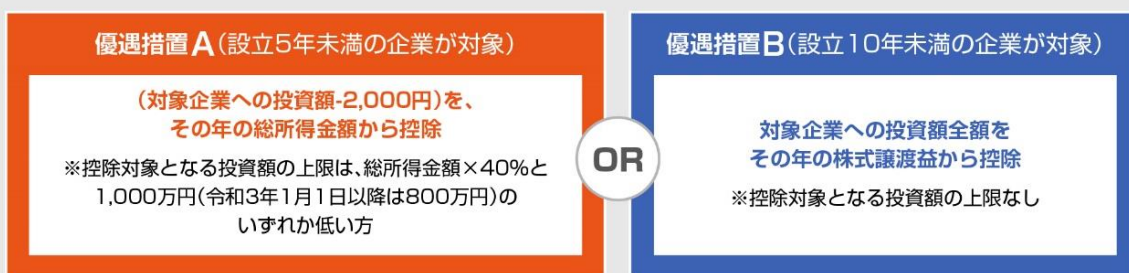 優遇措置A(設立5年未満の企業が対象)
(対象企業への投資額-2,000円)を、
その年の総所得金額から控除
※控除対象となる投資額の上限は、総所得金額×40%と
1,000万円(令和3年1月1日以降は800万円)の
いずれか低い方
OR
優遇措置B(設立10年未満の企業が対象)
対象企業への投資額全額を
その年の株式譲渡益から控除
※控除対象となる投資額の上限なし